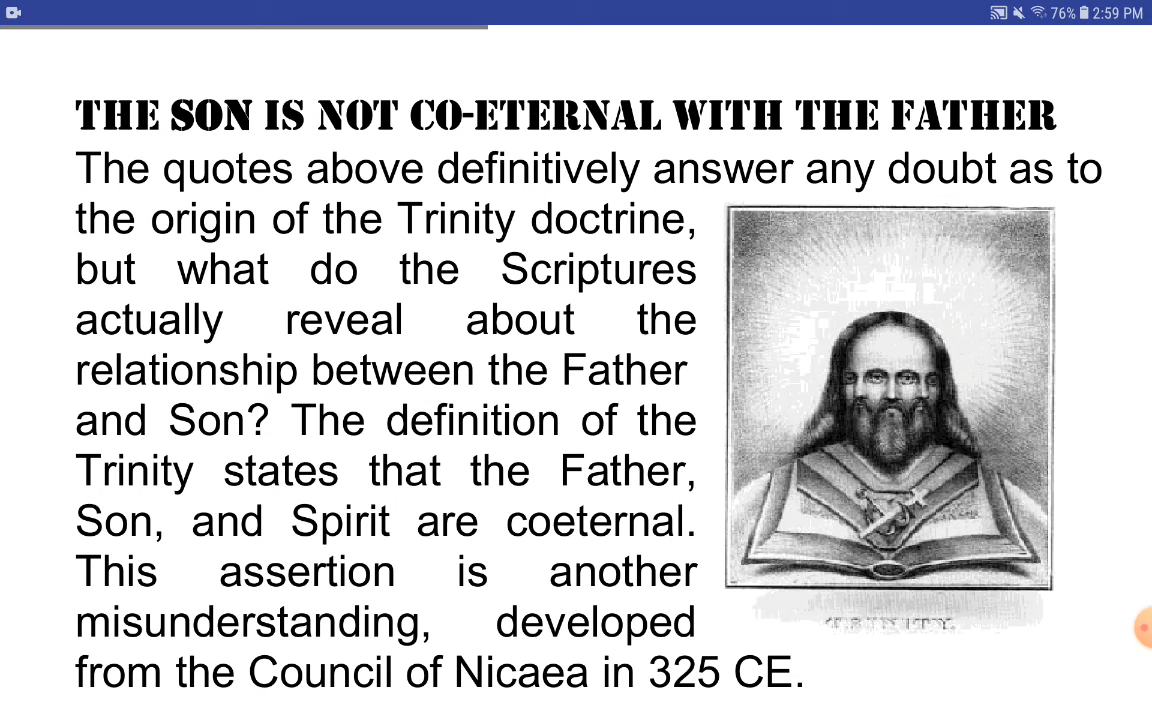 76% 2:59 PM
THE SON IS NOT CO-ETERNAL WITH THE FATHER
The quotes above definitively answer any doubt as to
the origin of the Trinity doctrine,
but what do the Scriptures
actually reveal about the
relationship between the Father
and Son? The definition of the
Trinity states that the Father,
Son, and Spirit are coeternal.
This assertion is another
misunderstanding, developed
from the Council of Nicaea in 325 CE.